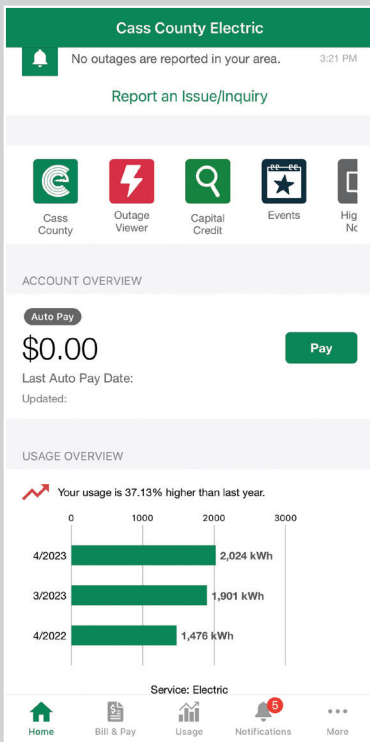 Cass County Electric
No outages are reported in your area. 3:21 PM
Report an Issue/Inquiry
Cass
County
Outage
Viewer
Capital
Credit
Events
Hig
Nc
ACCOUNT OVERVIEW
Auto Pay
$0.00
Pay
Last Auto Pay Date:
Updated:
USAGE OVERVIEW
Your usage is 37.13% higher than last year.
0 1000 2000 3000
4/2023 2,024 kWh
3/2023 1,901 kWh
4/2022 1,476 kWh
Service: Electric
5
Home Bill & Pay Usage Notifications More